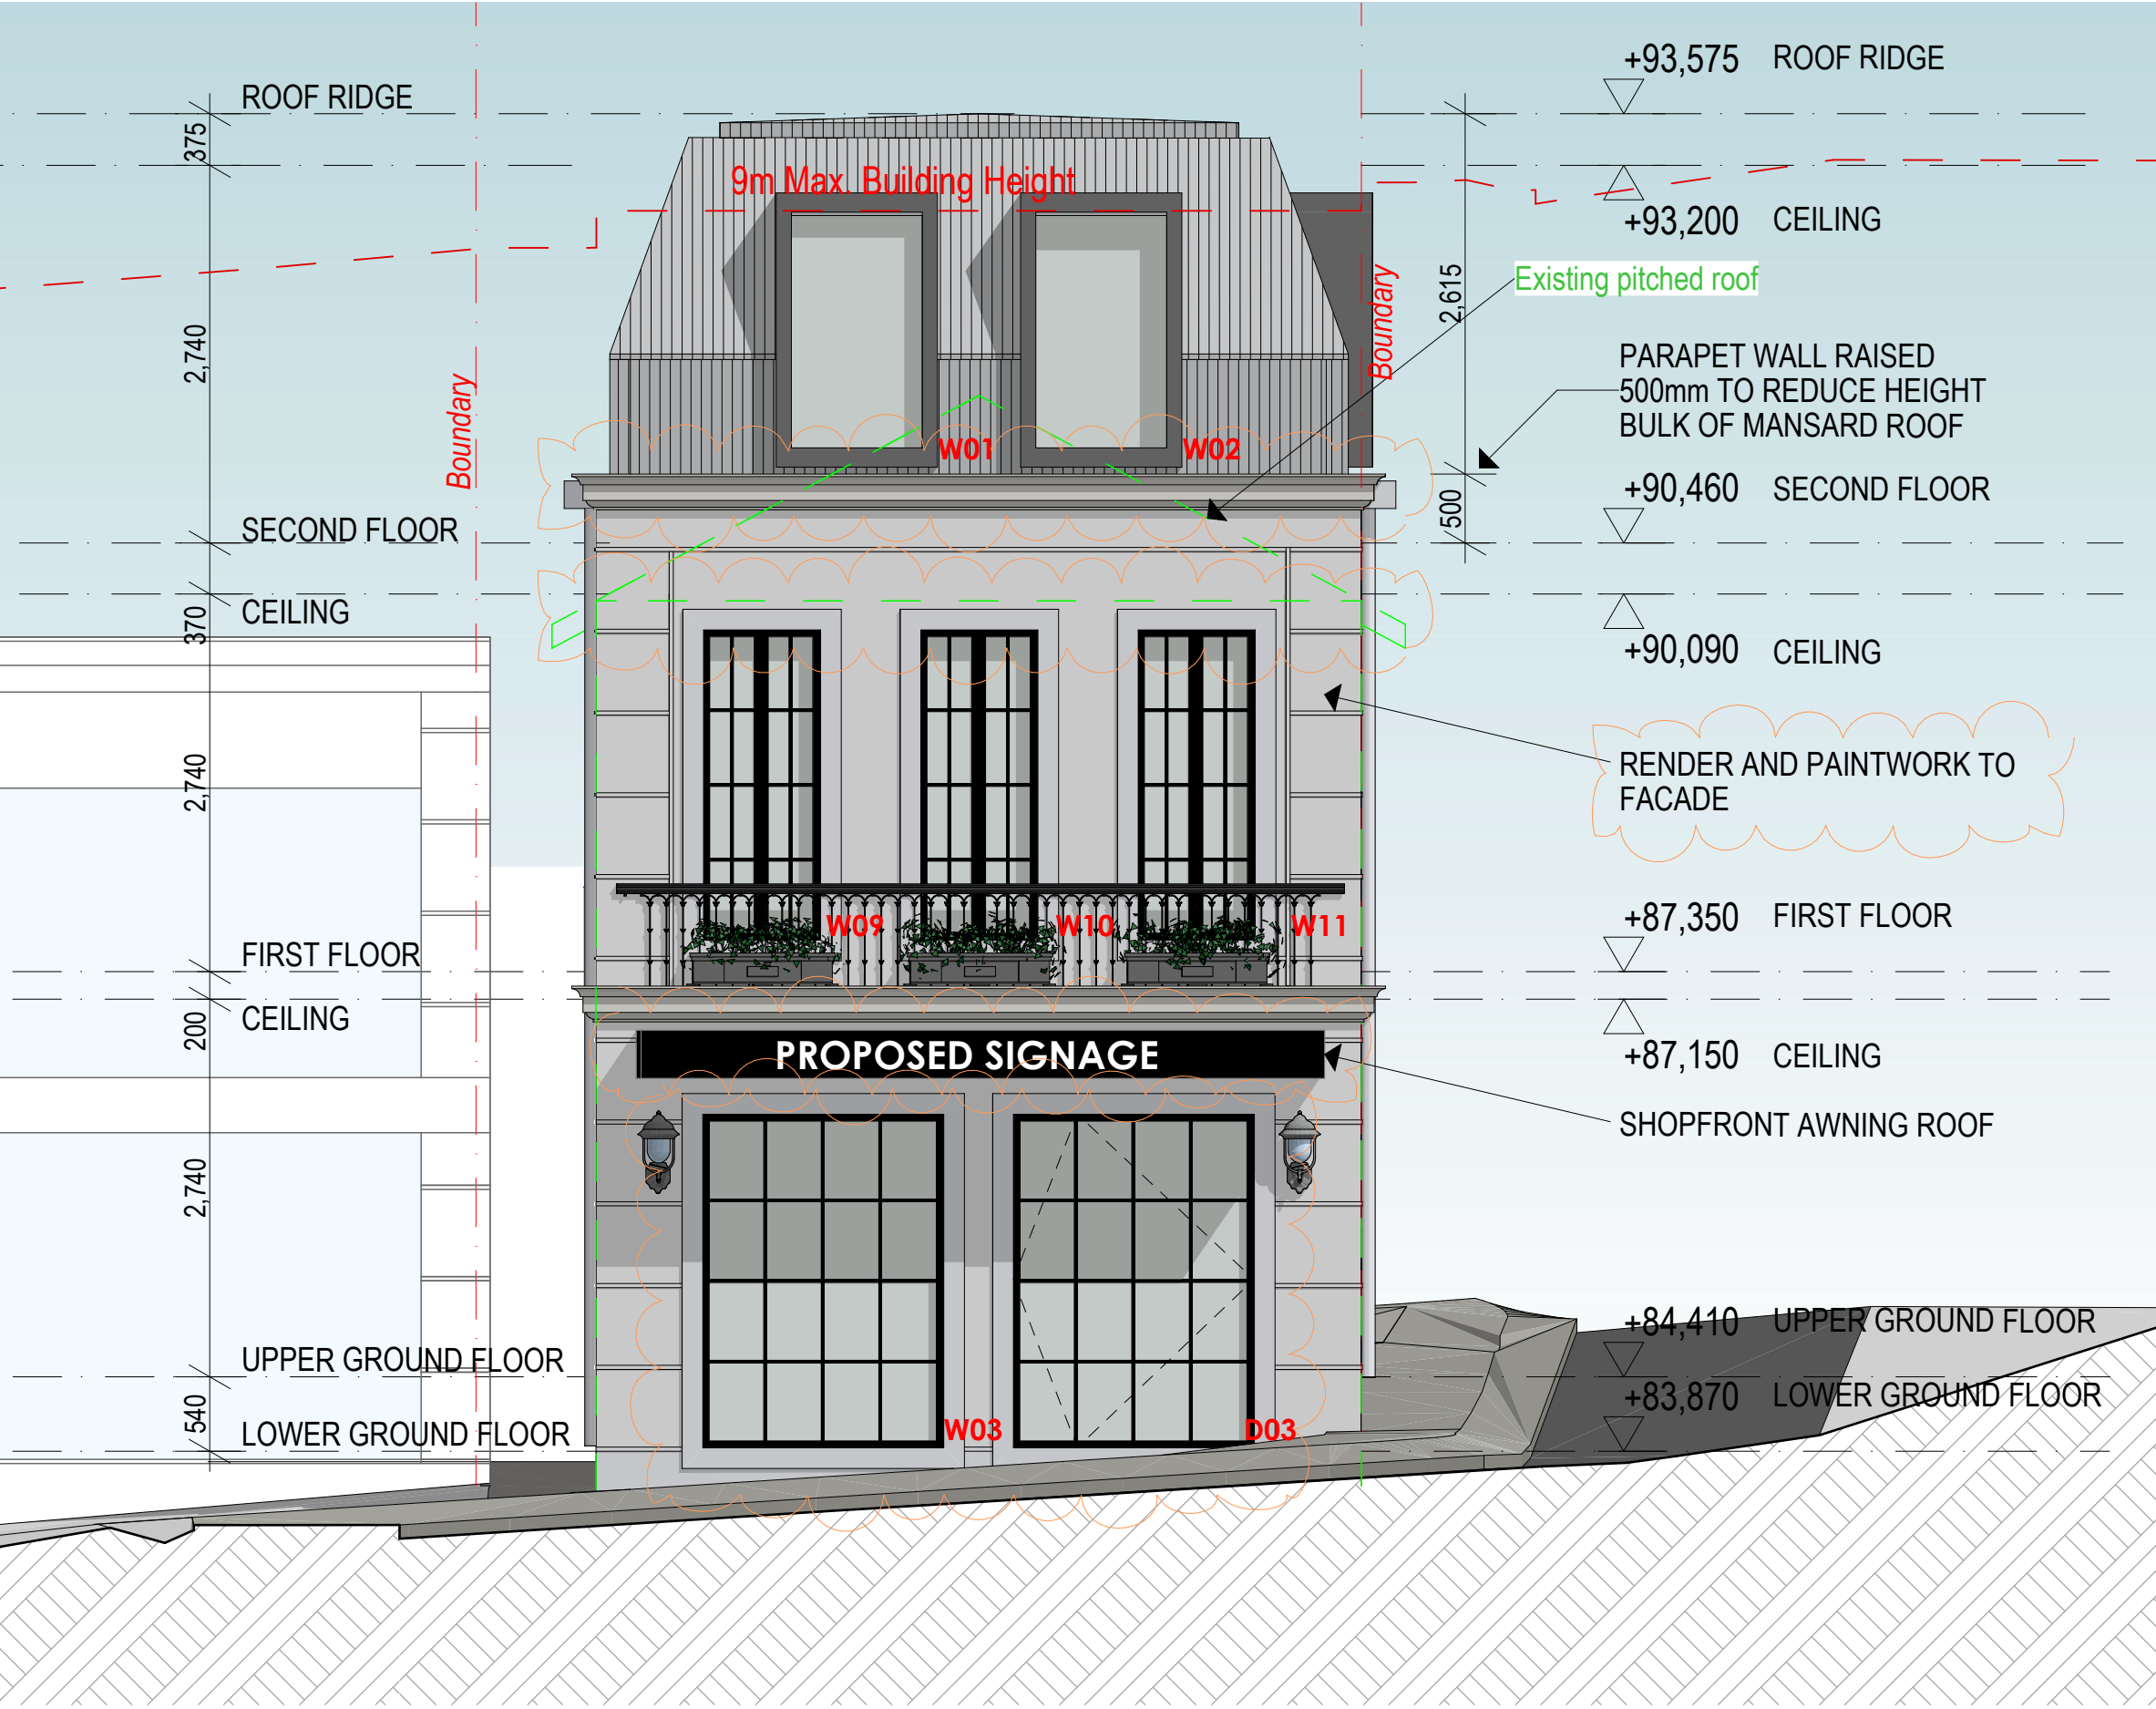 +93,575 ROOF RIDGE
ROOF RIDGE
375
9m Max. Building Height
+93,200 CEILING
Existing pitched roof
2,615
Boundary
2,740
PARAPET WALL RAISED
500mm TO REDUCE HEIGHT
BULK OF MANSARD ROOF
Boundary
W01
W02
+90,460 SECOND FLOOR
500
SECOND FLOOR
CEILING
370
+90,090 CEILING
2,740
RENDER AND PAINTWORK TO
FACADE
W09
W10
W11
+87,350 FIRST FLOOR
FIRST FLOOR
CEILING
200
PROPOSED SIGNAGE
+87,150 CEILING
SHOPFRONT AWNING ROOF
2,740
+84,410 UPPER GROUND FLOOR
UPPER GROUND FLOOR
+83,870 LOWER GROUND FLOOR
540
LOWER GROUND FLOOR
W03
D03